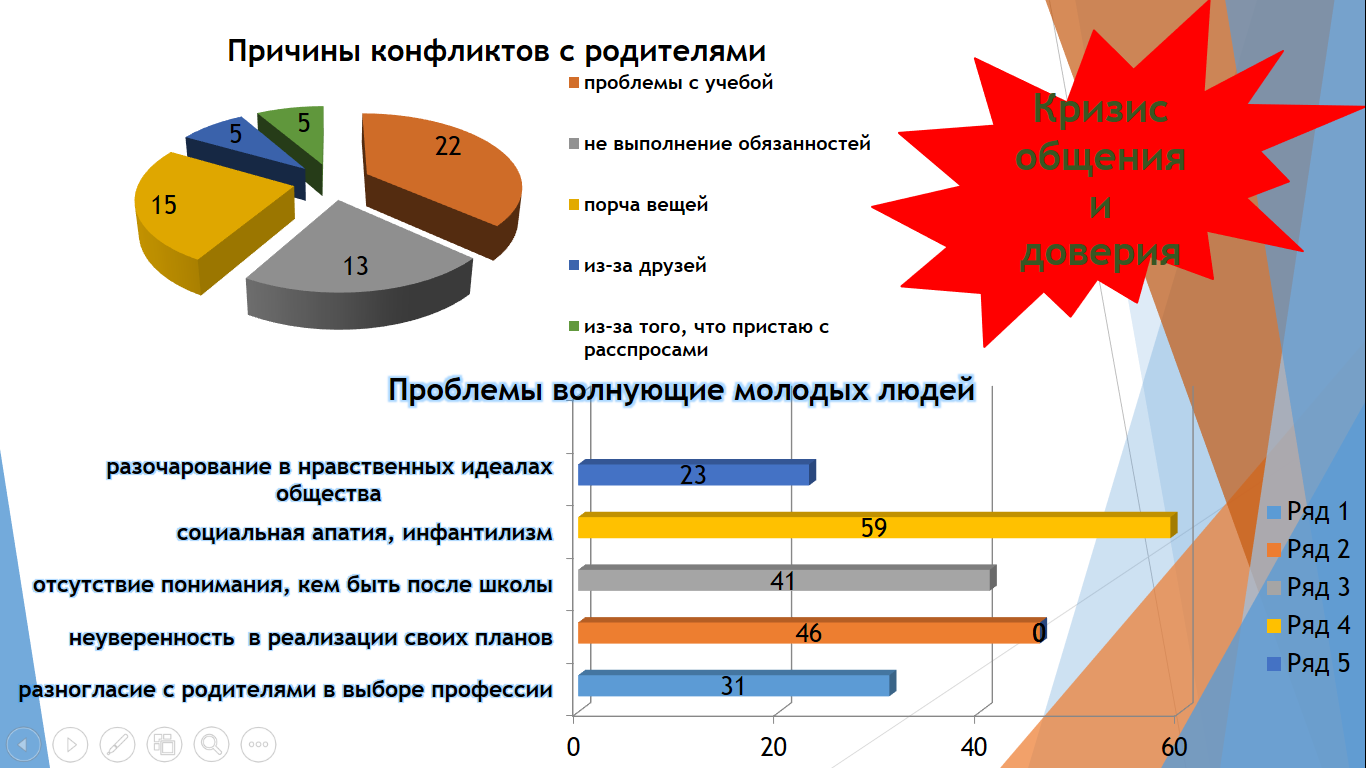 Причины конфликтов с родителями
22
13
15
5
5
проблемы с учебой
не выполнение обязанностей
порча вещей
из-за друзей
из-за того, что пристаю с
расспросами
Кризис
общения
и
доверия
Проблемы волнующие молодых людей
разочарование в нравственных идеалах
общества
23
социальная апатия, инфантилизм
59
отсутствие понимания, кем быть после школы
41
неуверенность в реализации своих планов
46
0
разногласие с родителями в выборе профессии
31
0
20
40
60
Ряд 1
Ряд 2
Ряд 3
Ряд 4
Ряд 5